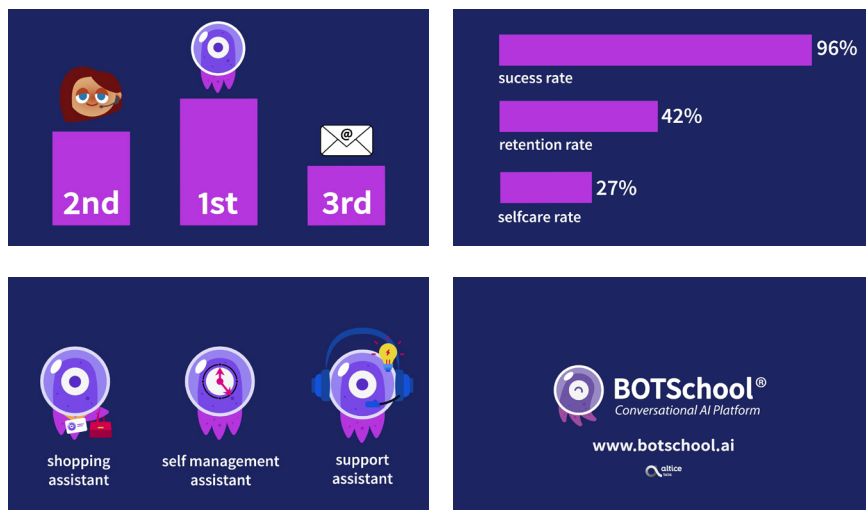 2nd
1st
3rd
@
96%
sucess rate
42%
retention rate
27%
selfcare rate
shopping
assistant
self management
assistant
support
assistant
BOTSchool®
Conversational AI Platform
www.botschool.ai
altice
labs